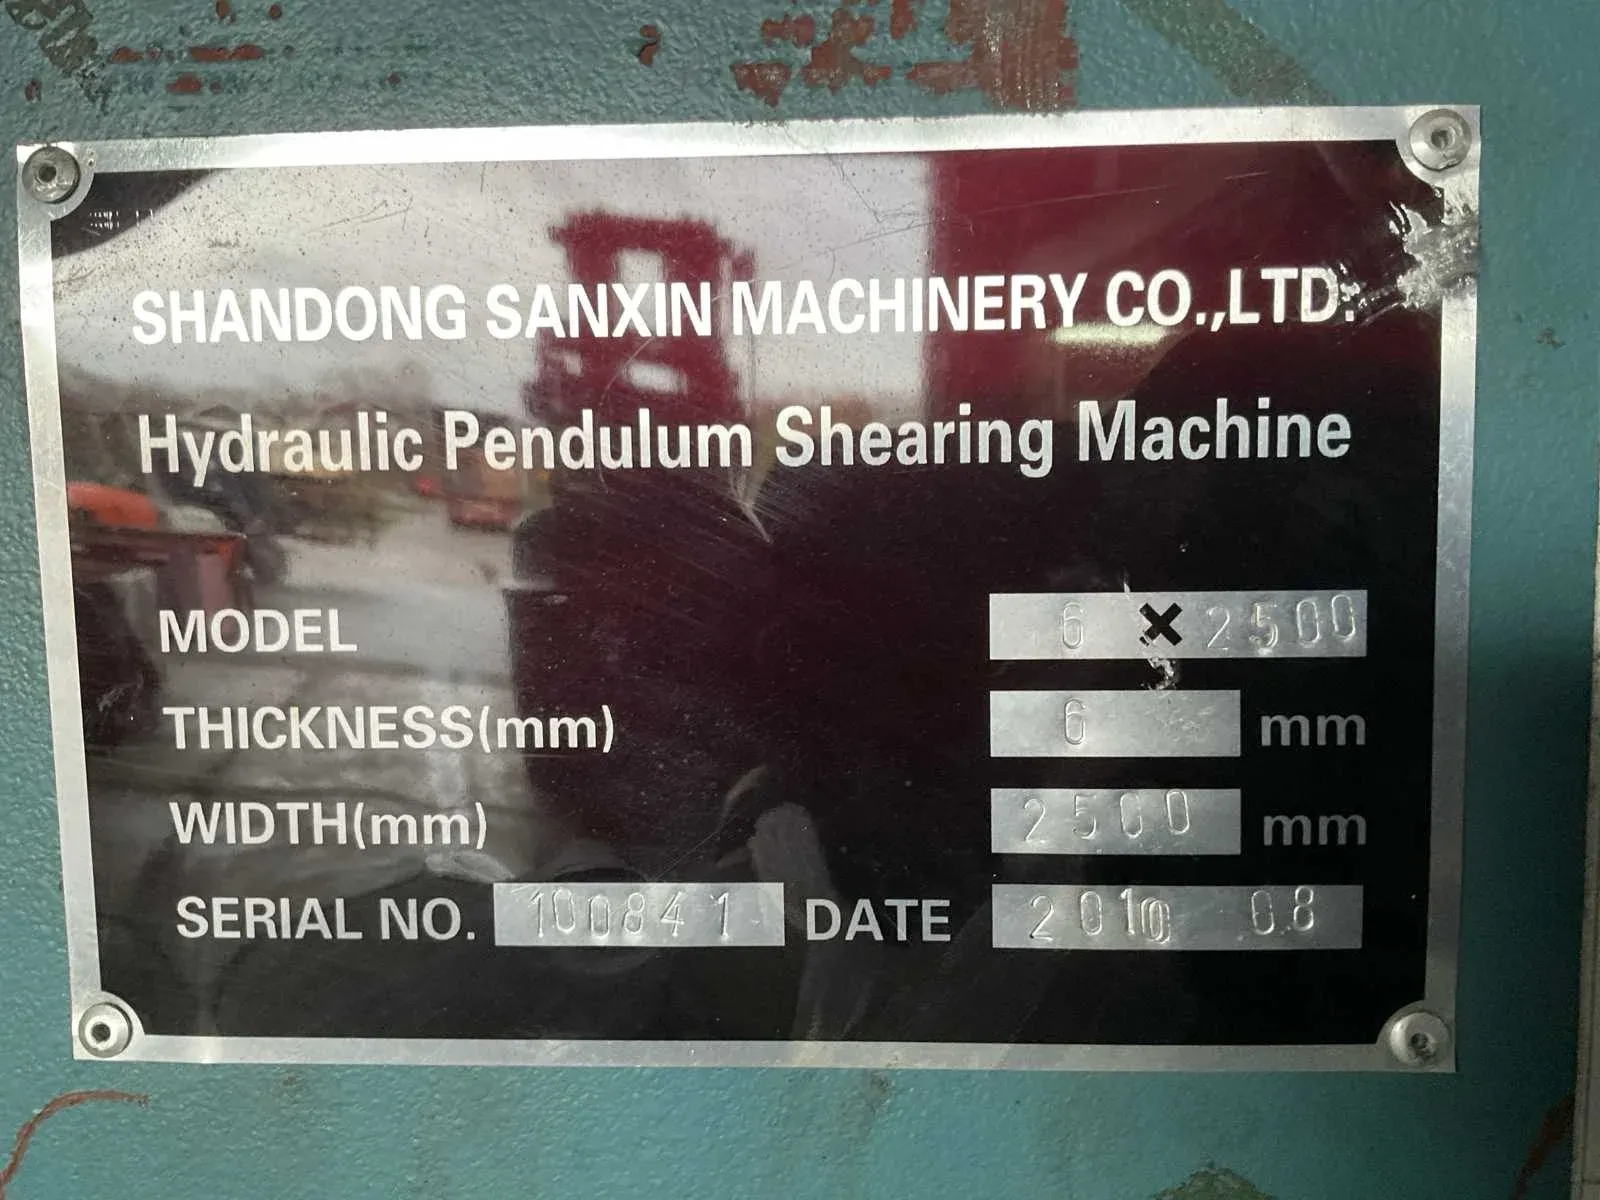 SHANDONG SANXIN MACHINERY CO.,LTD.
Hydraulic Pendulum Shearing Machine
MODEL 6 × 2500
THICKNESS(mm) 6 mm
WIDTH(mm) 2500 mm
SERIAL NO. 100841 DATE 2010 08